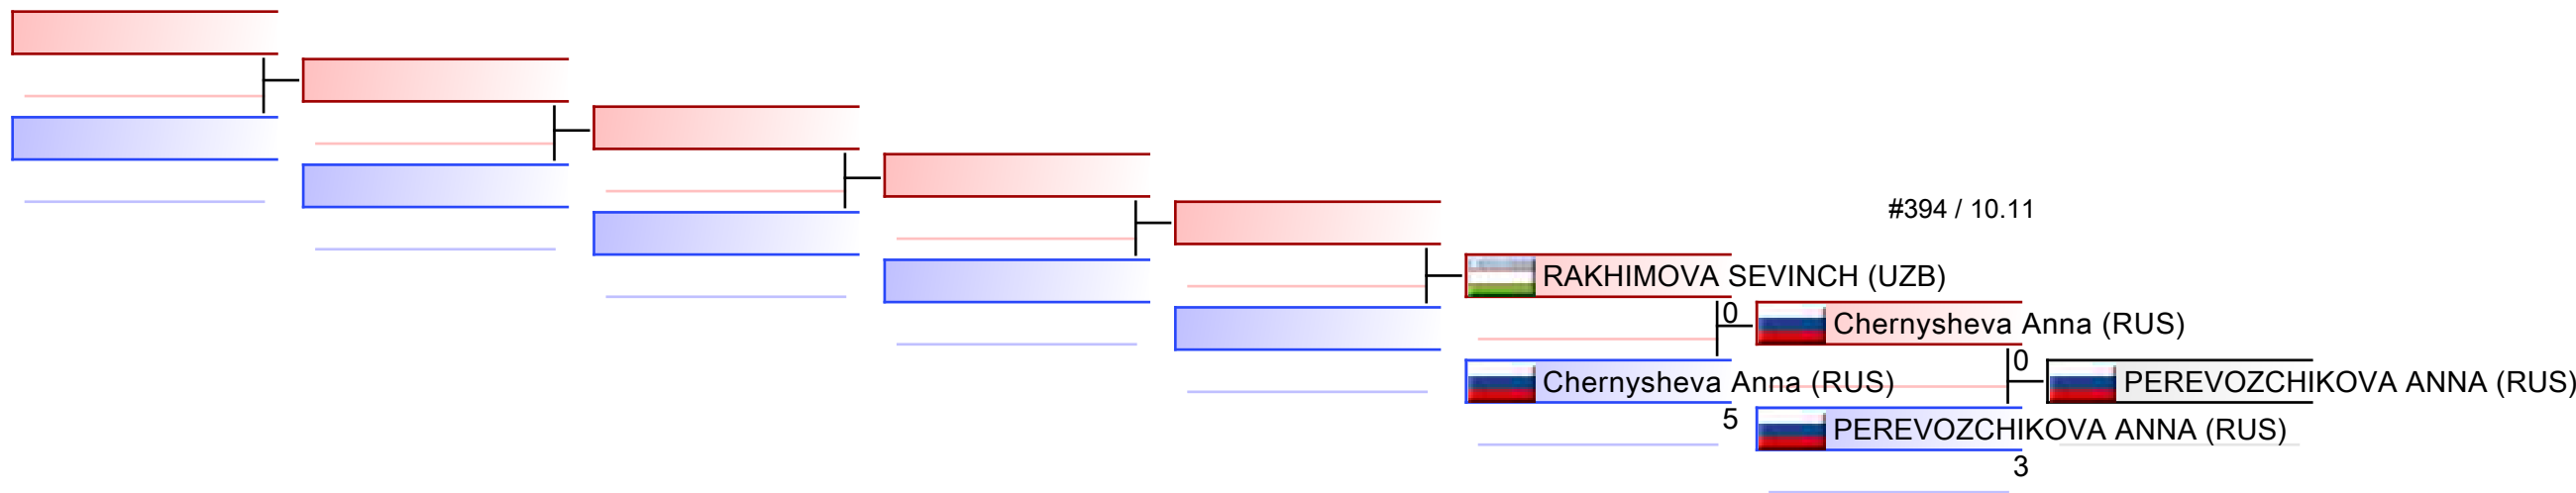 #394 / 10.11
RAKHIMOVA SEVINCH (UZB)
0
Chernysheva Anna (RUS)
0
Chernysheva Anna (RUS)
PEREVOZCHIKOVA ANNA (RUS)
5
PEREVOZCHIKOVA ANNA (RUS)
3